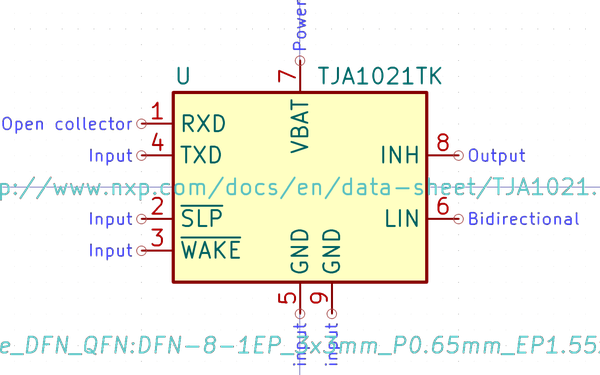 Power
U
TJA1021TK
7
VBAT
Open collector
1
RXD
Input
4
TXD
INH
8
Output
p://www.nxp.com/docs/en/data-sheet/TJA1021.
Input
2
SLP
LIN
6
Bidirectional
Input
3
WAKE
GND
GND
5
9
input
input
e_DFN_QFN:DFN-8-1EP_3x3mm_P0.65mm_EP1.55